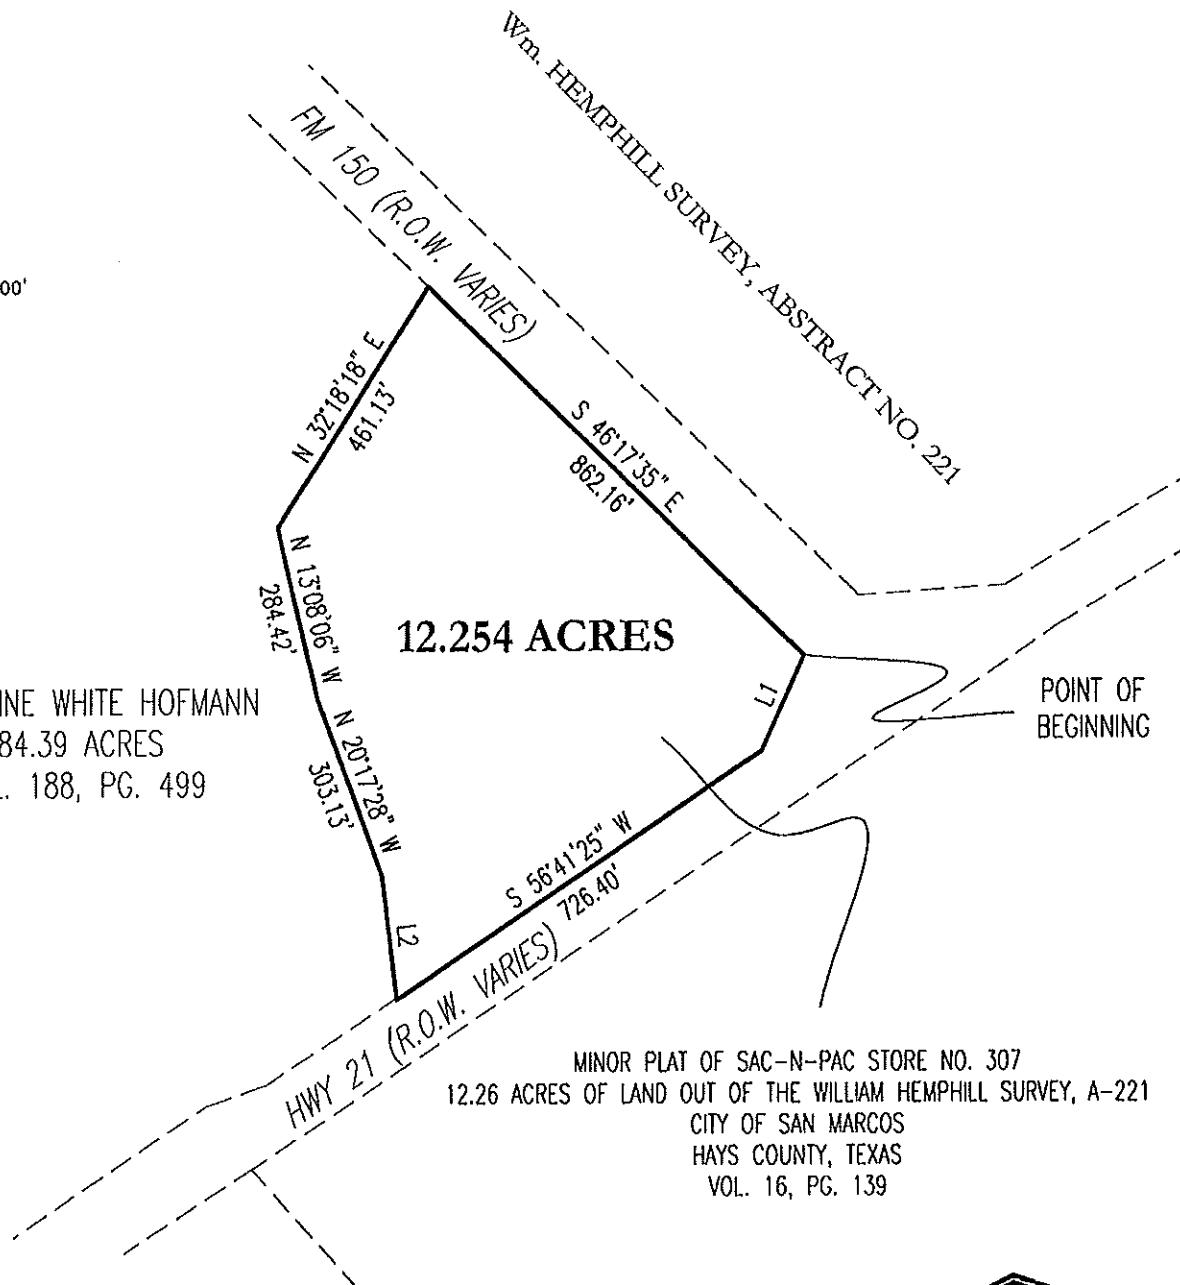 Wm. HEMPHILL SURVEY, ABSTRACT NO. 221
FM 150 (R.O.W. VARIES)
00'
N 32°18'18" E
461.13'
S 46°17'35" E
862.16'
N 13°08'06" W
284.42'
12.254 ACRES
L1
POINT OF
BEGINNING
INE WHITE HOFMANN
84.39 ACRES
L. 188, PG. 499
N 20°17'28" W
303.13'
S 56°41'25" W
726.40'
L2
HWY 21 (R.O.W. VARIES)
MINOR PLAT OF SAC-N-PAC STORE NO. 307
12.26 ACRES OF LAND OUT OF THE WILLIAM HEMPHILL SURVEY, A-221
CITY OF SAN MARCOS
HAYS COUNTY, TEXAS
VOL. 16, PG. 139